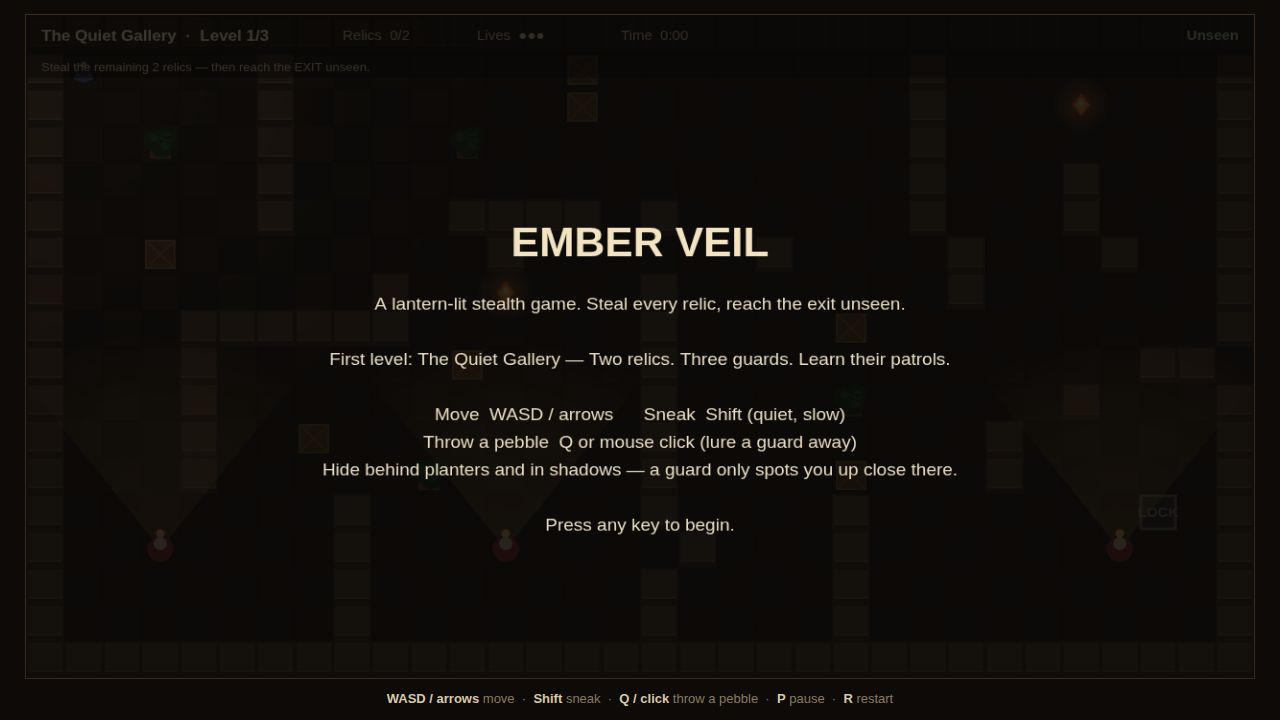 The Quiet Gallery · Level 1/3 Relics 0/2 Lives ●●● Time 0:00 Unseen
Steal the remaining 2 relics — then reach the EXIT unseen.
EMBER VEIL
A lantern-lit stealth game. Steal every relic, reach the exit unseen.
First level: The Quiet Gallery — Two relics. Three guards. Learn their patrols.
Move WASD / arrows Sneak Shift (quiet, slow)
Throw a pebble Q or mouse click (lure a guard away)
Hide behind planters and in shadows — a guard only spots you up close there.
LOCK
Press any key to begin.
WASD / arrows move · Shift sneak · Q / click throw a pebble · P pause · R restart